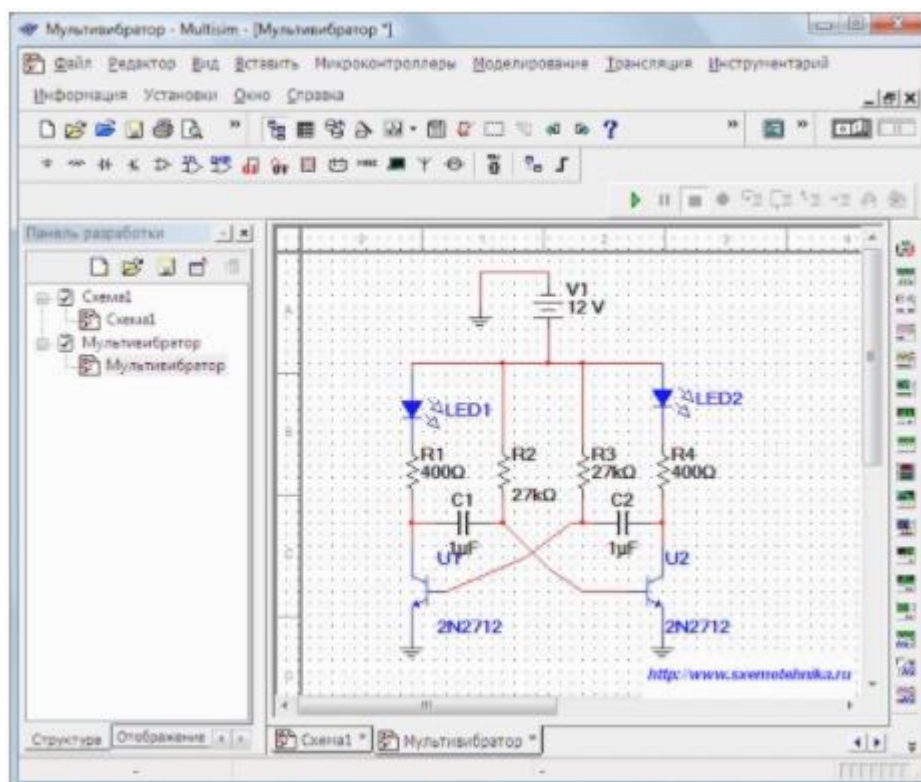 Мультивибратор - Multisim - [Мультивибратор *]
Файл Редактор Вид Вставить Микроконтроллеры Моделирование Трансляция Инструментарий
Информация Установки Окно Справка
Панель разработки
Схема1
Схема1
Мультивибратор
Мультивибратор
V1
12 V
LED1
LED2
R1
400Ω
R2
27kΩ
R3
27kΩ
R4
400Ω
C1
1µF
C2
1µF
U1
U2
2N2712
2N2712
http://www.sxemotehnika.ru
Структура Отображение
Схема1 * Мультивибратор *